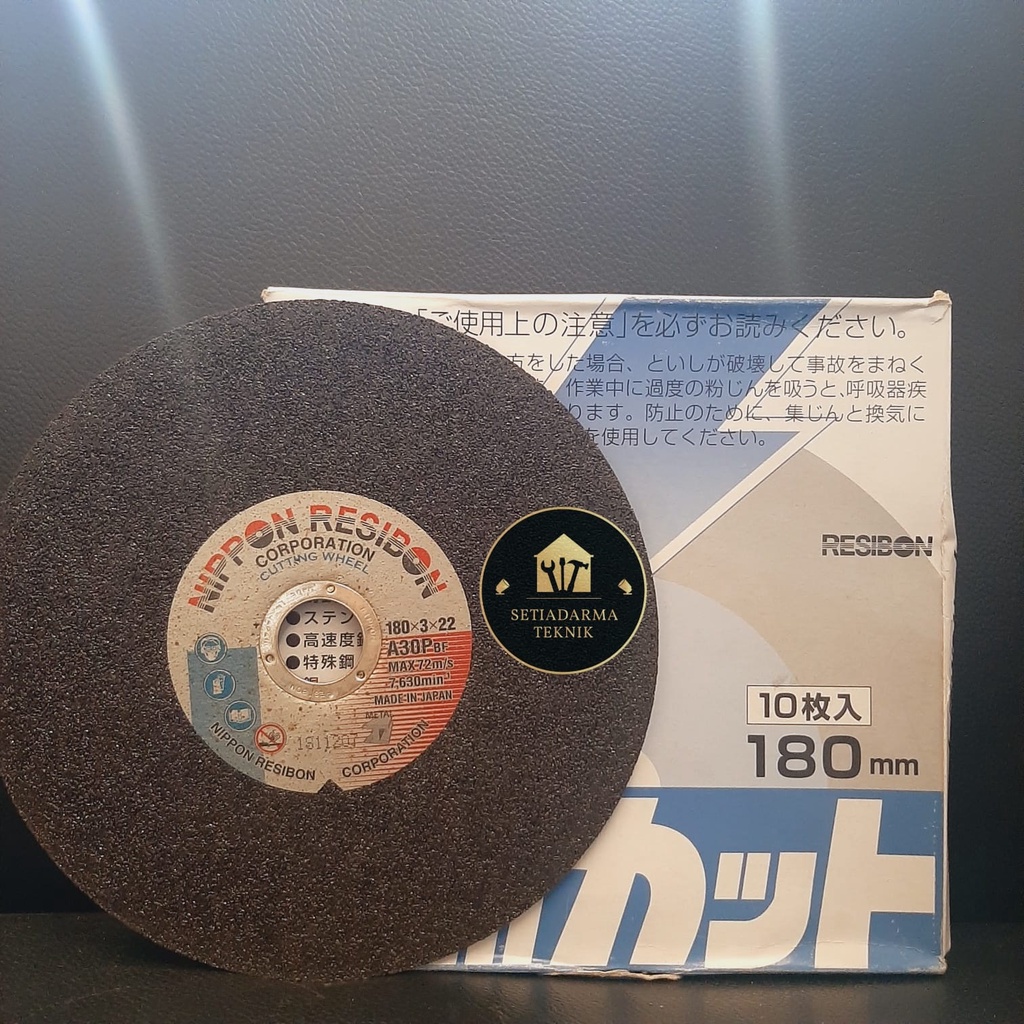 「ご使用上の注意」を必ずお読みください。
方をした場合、といしが破壊して事故をまねく
作業中に過度の粉じんを吸うと、呼吸器疾
ります。防止のために、集じんと換気に
を使用してください。
RESIBON
10枚入
180mm
カット
NIPPON RESIBON
CORPORATION
CUTTING WHEEL
●ステン
●高速度
●特殊鋼
180×3×22
A30P BF
MAX·72m/s
7·630min⁻¹
MADE·IN·JAPAN
METAL
NIPPON RESIBON CORPORATION
SETIADARMA
TEKNIK